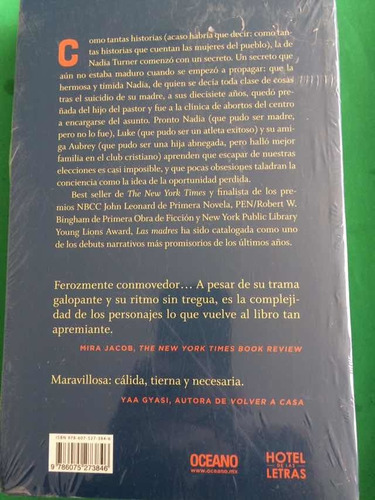 Como tantas historias (acaso habría que decir: como tan-
tas historias que cuentan las mujeres del pueblo), la de
Nadia Turner comenzó con un secreto. Un secreto que
aún no estaba maduro cuando se empezó a propagar: que la
hermosa y tímida Nadia, de quien se decía toda clase de cosas
tras el suicidio de su madre, a sus diecisiete años, quedó pre-
ñada del hijo del pastor y fue a la clínica de abortos del centro
a encargarse del asunto. Pronto Nadia (que pudo ser madre,
pero no lo fue), Luke (que pudo ser un atleta exitoso) y su ami-
ga Aubrey (que pudo ser una hija abnegada, pero halló mejor
familia en el club cristiano) aprenden que escapar de nuestras
elecciones es casi imposible, y que pocas obsesiones taladran la
conciencia como la idea de la oportunidad perdida.
Best seller de The New York Times y finalista de los pre-
mios NBCC John Leonard de Primera Novela, PEN/Robert W.
Bingham de Primera Obra de Ficción y New York Public Library
Young Lions Award, Las madres ha sido catalogada como uno
de los debuts narrativos más promisorios de los últimos años.
Ferozmente conmovedor... A pesar de su trama
galopante y su ritmo sin tregua, es la compleji-
dad de los personajes lo que vuelve al libro tan
apremiante.
MIRA JACOB, THE NEW YORK TIMES BOOK REVIEW
Maravillosa: cálida, tierna y necesaria.
YAA GYASI, AUTORA DE VOLVER A CASA
ISBN 978-607-527-384-6
9786075273846
OCEANO
www.oceano.mx
HOTEL
DE LAS
LETRAS